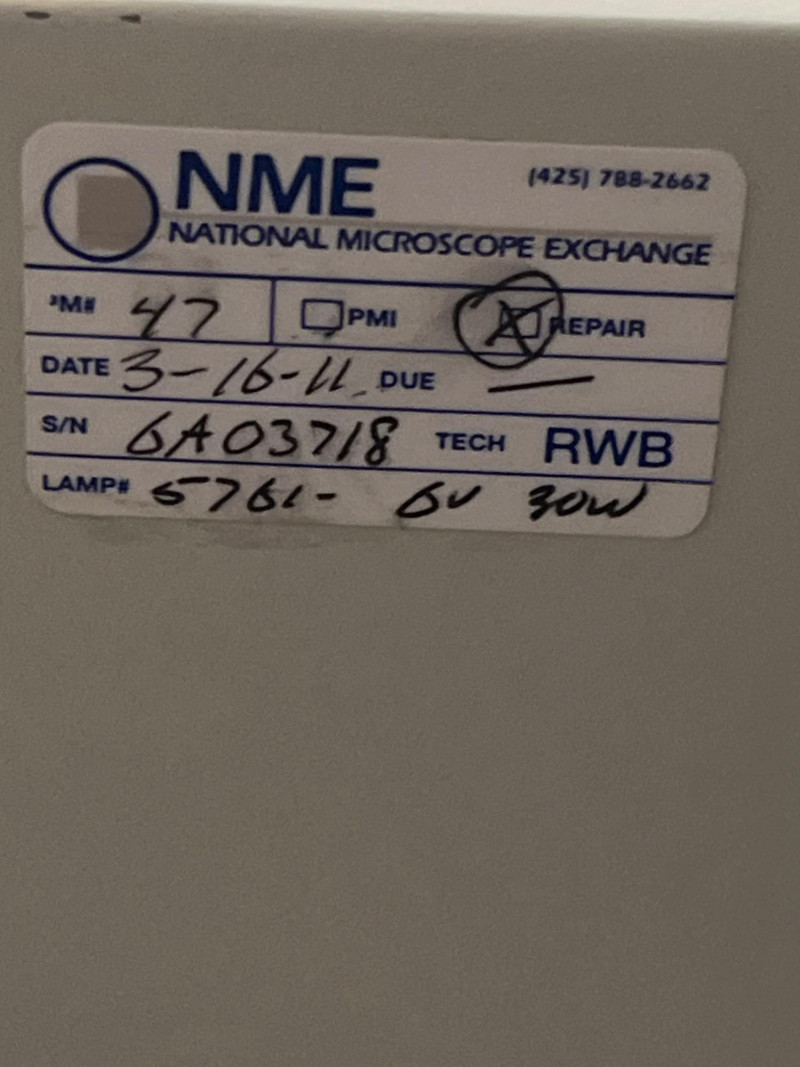 NME (425) 788-2662
NATIONAL MICROSCOPE EXCHANGE
³M# 47 PMI REPAIR
DATE 3-16-11 DUE —
S/N 6A03718 TECH RWB
LAMP# 5761- 6V 30W